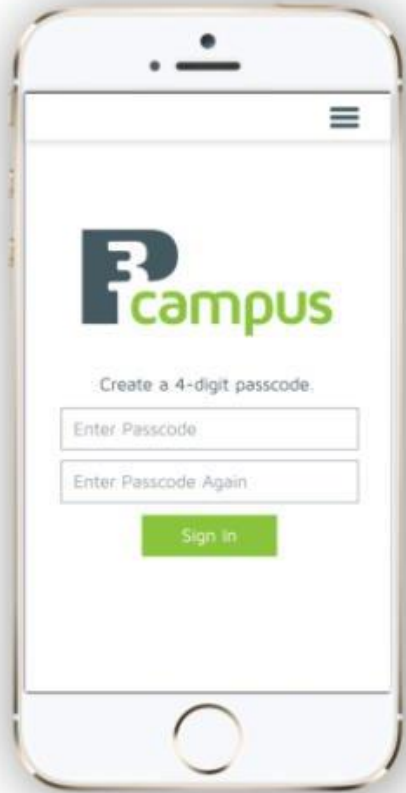 P3
campus
Create a 4-digit passcode.
Enter Passcode
Enter Passcode Again
Sign In